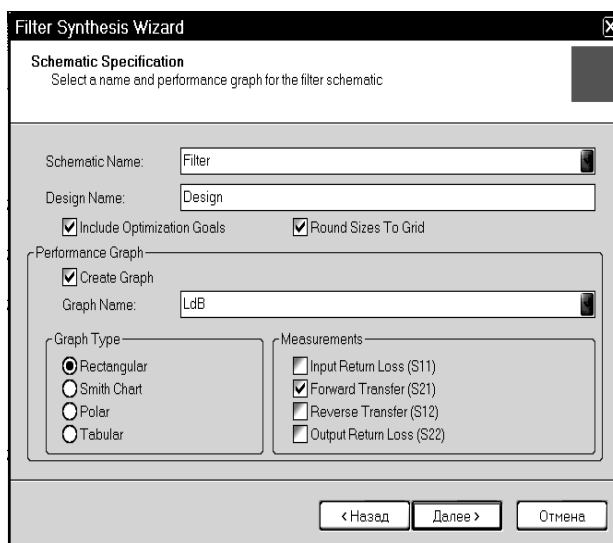 Filter Synthesis Wizard
Schematic Specification
Select a name and performance graph for the filter schematic
Schematic Name: Filter
Design Name: Design
Include Optimization Goals Round Sizes To Grid
Performance Graph
Create Graph
Graph Name: LdB
Graph Type Measurements
Rectangular Input Return Loss (S11)
Smith Chart Forward Transfer (S21)
Polar Reverse Transfer (S12)
Tabular Output Return Loss (S22)
< Назад Далее > Отмена